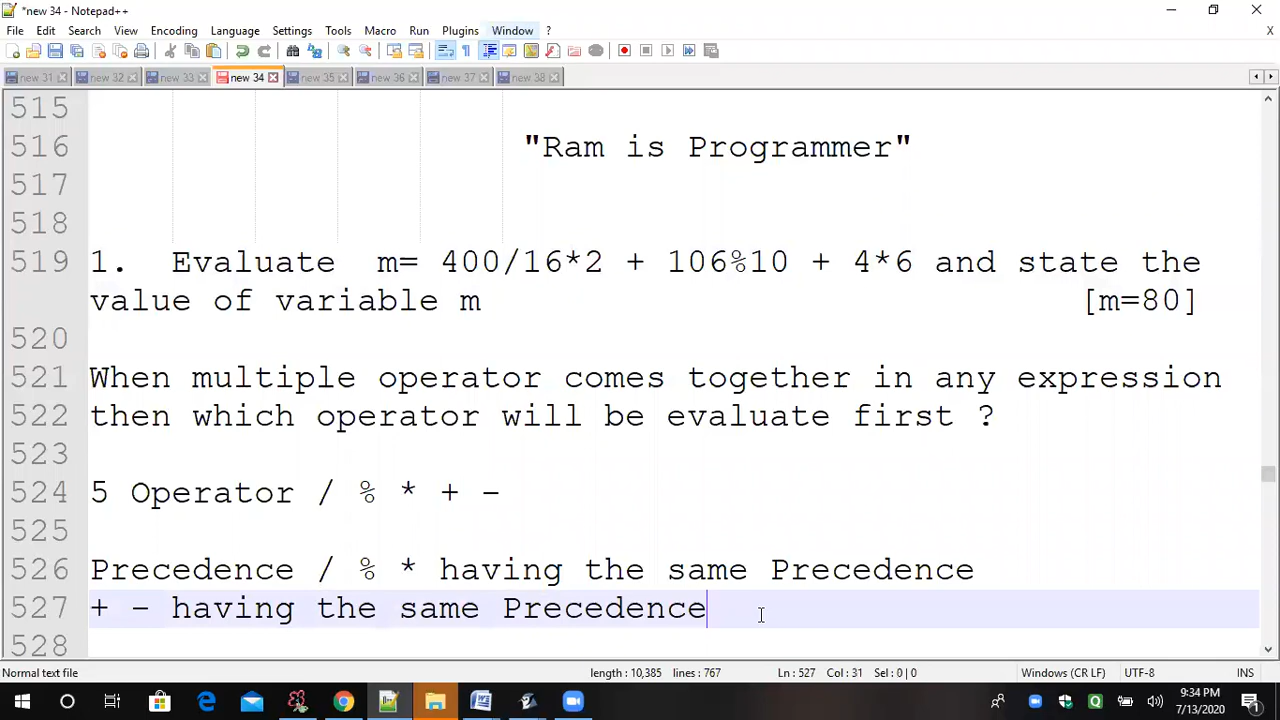 *new 34 - Notepad++
File Edit Search View Encoding Language Settings Tools Macro Run Plugins Window ? X
new 31 new 32 new 33 new 34 new 35 new 36 new 37 new 38
515
516 "Ram is Programmer"
517
518
519 1. Evaluate m= 400/16*2 + 106%10 + 4*6 and state the
value of variable m [m=80]
520
521 When multiple operator comes together in any expression
522 then which operator will be evaluate first ?
523
524 5 Operator / % * + -
525
526 Precedence / % * having the same Precedence
527 + - having the same Precedence
528
Normal text file length : 10,385 lines : 767 Ln : 527 Col : 31 Sel : 0 | 0 Windows (CR LF) UTF-8 INS
9:34 PM
7/13/2020